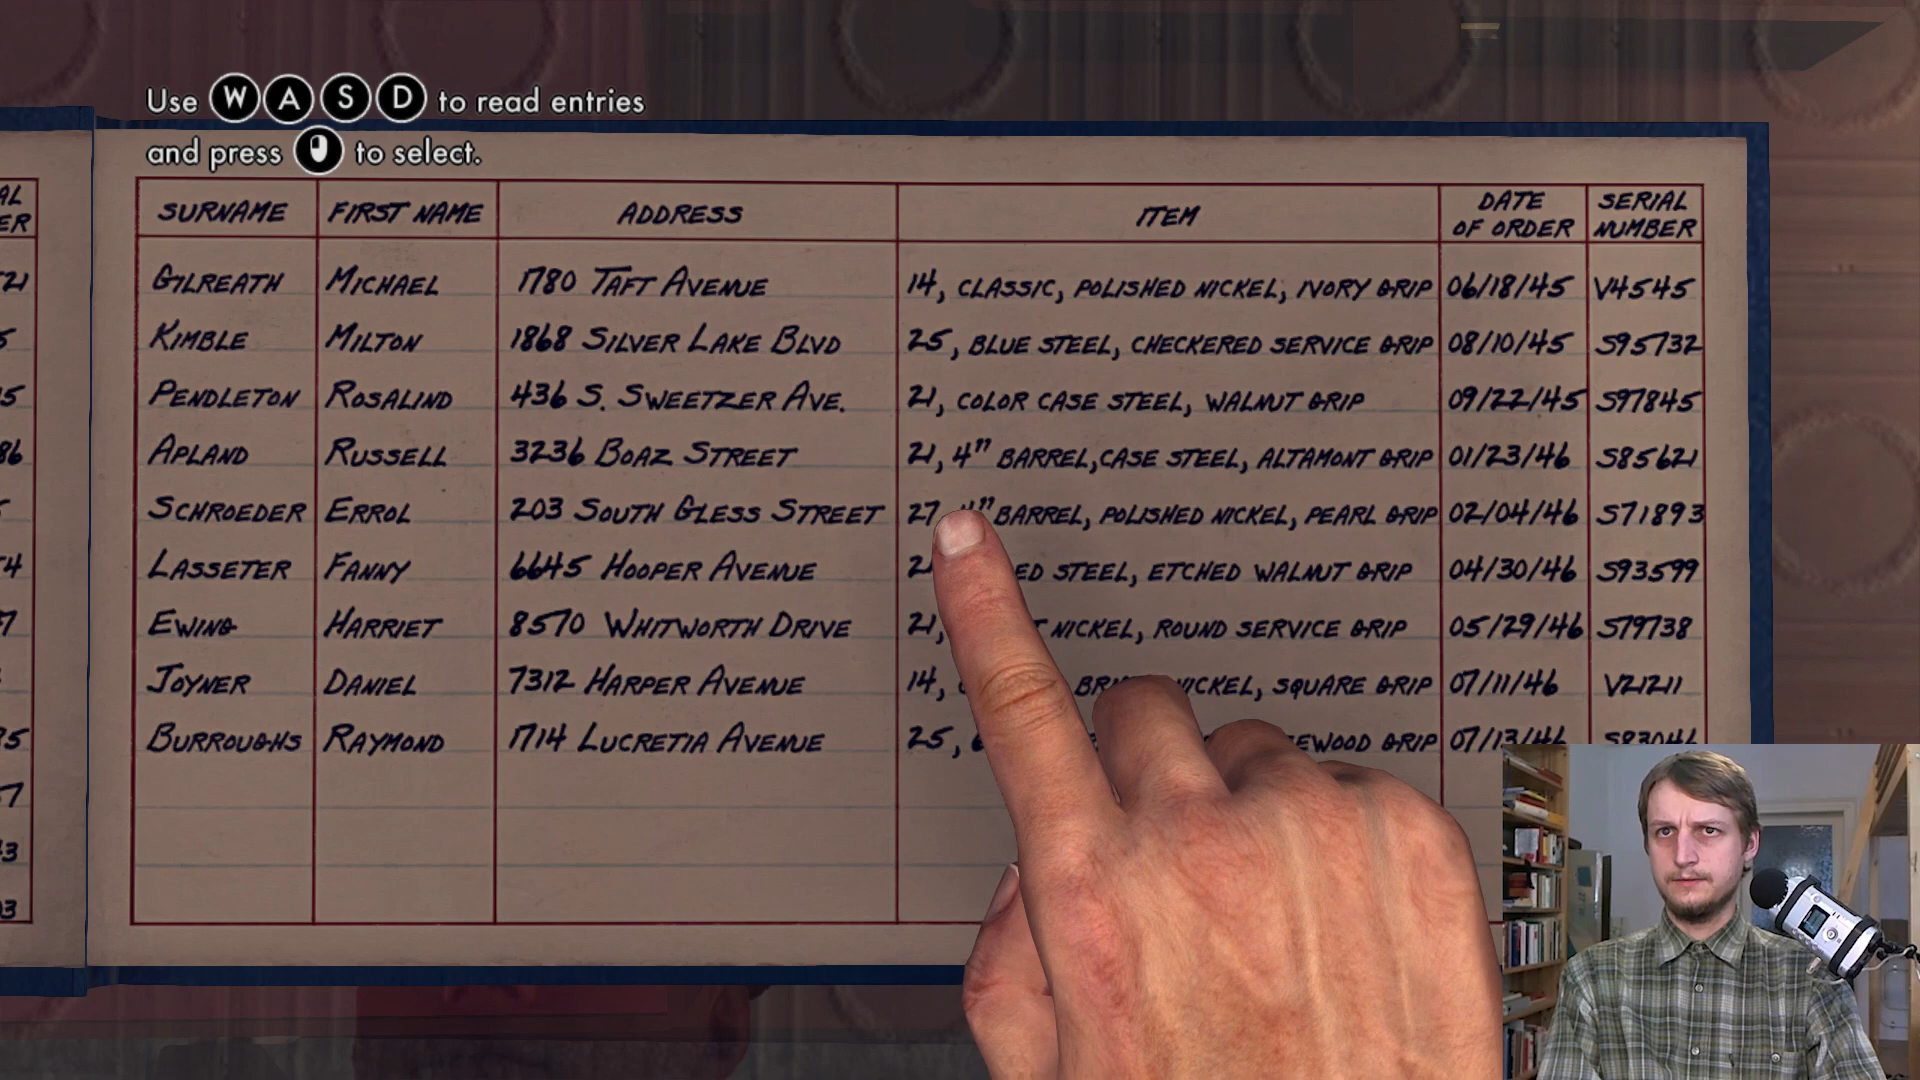 Use W A S D to read entries
and press to select.
SURNAME FIRST NAME ADDRESS ITEM DATE OF ORDER SERIAL NUMBER
GILREATH MICHAEL 1780 TAFT AVENUE 14, CLASSIC, POLISHED NICKEL, IVORY GRIP 06/18/45 V4545
KIMBLE MILTON 1868 SILVER LAKE BLVD 25, BLUE STEEL, CHECKERED SERVICE GRIP 08/10/45 S95732
PENDLETON ROSALIND 436 S. SWEETZER AVE. 21, COLOR CASE STEEL, WALNUT GRIP 09/22/45 S97845
APLAND RUSSELL 3236 BOAZ STREET 21, 4" BARREL, CASE STEEL, ALTAMONT GRIP 01/23/46 S85621
SCHROEDER ERROL 203 SOUTH GLESS STREET 27 BARREL, POLISHED NICKEL, PEARL GRIP 02/04/46 S71893
LASSETER FANNY 6645 HOOPER AVENUE STEEL, ETCHED WALNUT GRIP 04/30/46 S93599
EWING HARRIET 8570 WHITWORTH DRIVE 21, NICKEL, ROUND SERVICE GRIP 05/29/46 S79738
JOYNER DANIEL 7312 HARPER AVENUE 14, NICKEL, SQUARE GRIP 07/11/46 V21211
BURROUGHS RAYMOND 1714 LUCRETIA AVENUE 25, GRIP